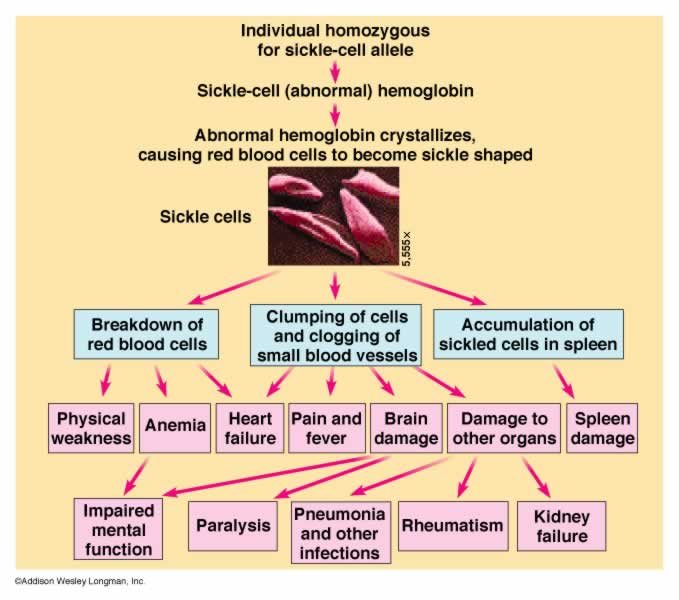 Individual homozygous
for sickle-cell allele
Sickle-cell (abnormal) hemoglobin
Abnormal hemoglobin crystallizes,
causing red blood cells to become sickle shaped
Sickle cells
5,555×
Breakdown of
red blood cells
Clumping of cells
and clogging of
small blood vessels
Accumulation of
sickled cells in spleen
Physical
weakness
Anemia
Heart
failure
Pain and
fever
Brain
damage
Damage to
other organs
Spleen
damage
Impaired
mental
function
Paralysis
Pneumonia
and other
infections
Rheumatism
Kidney
failure
©Addison Wesley Longman, Inc.